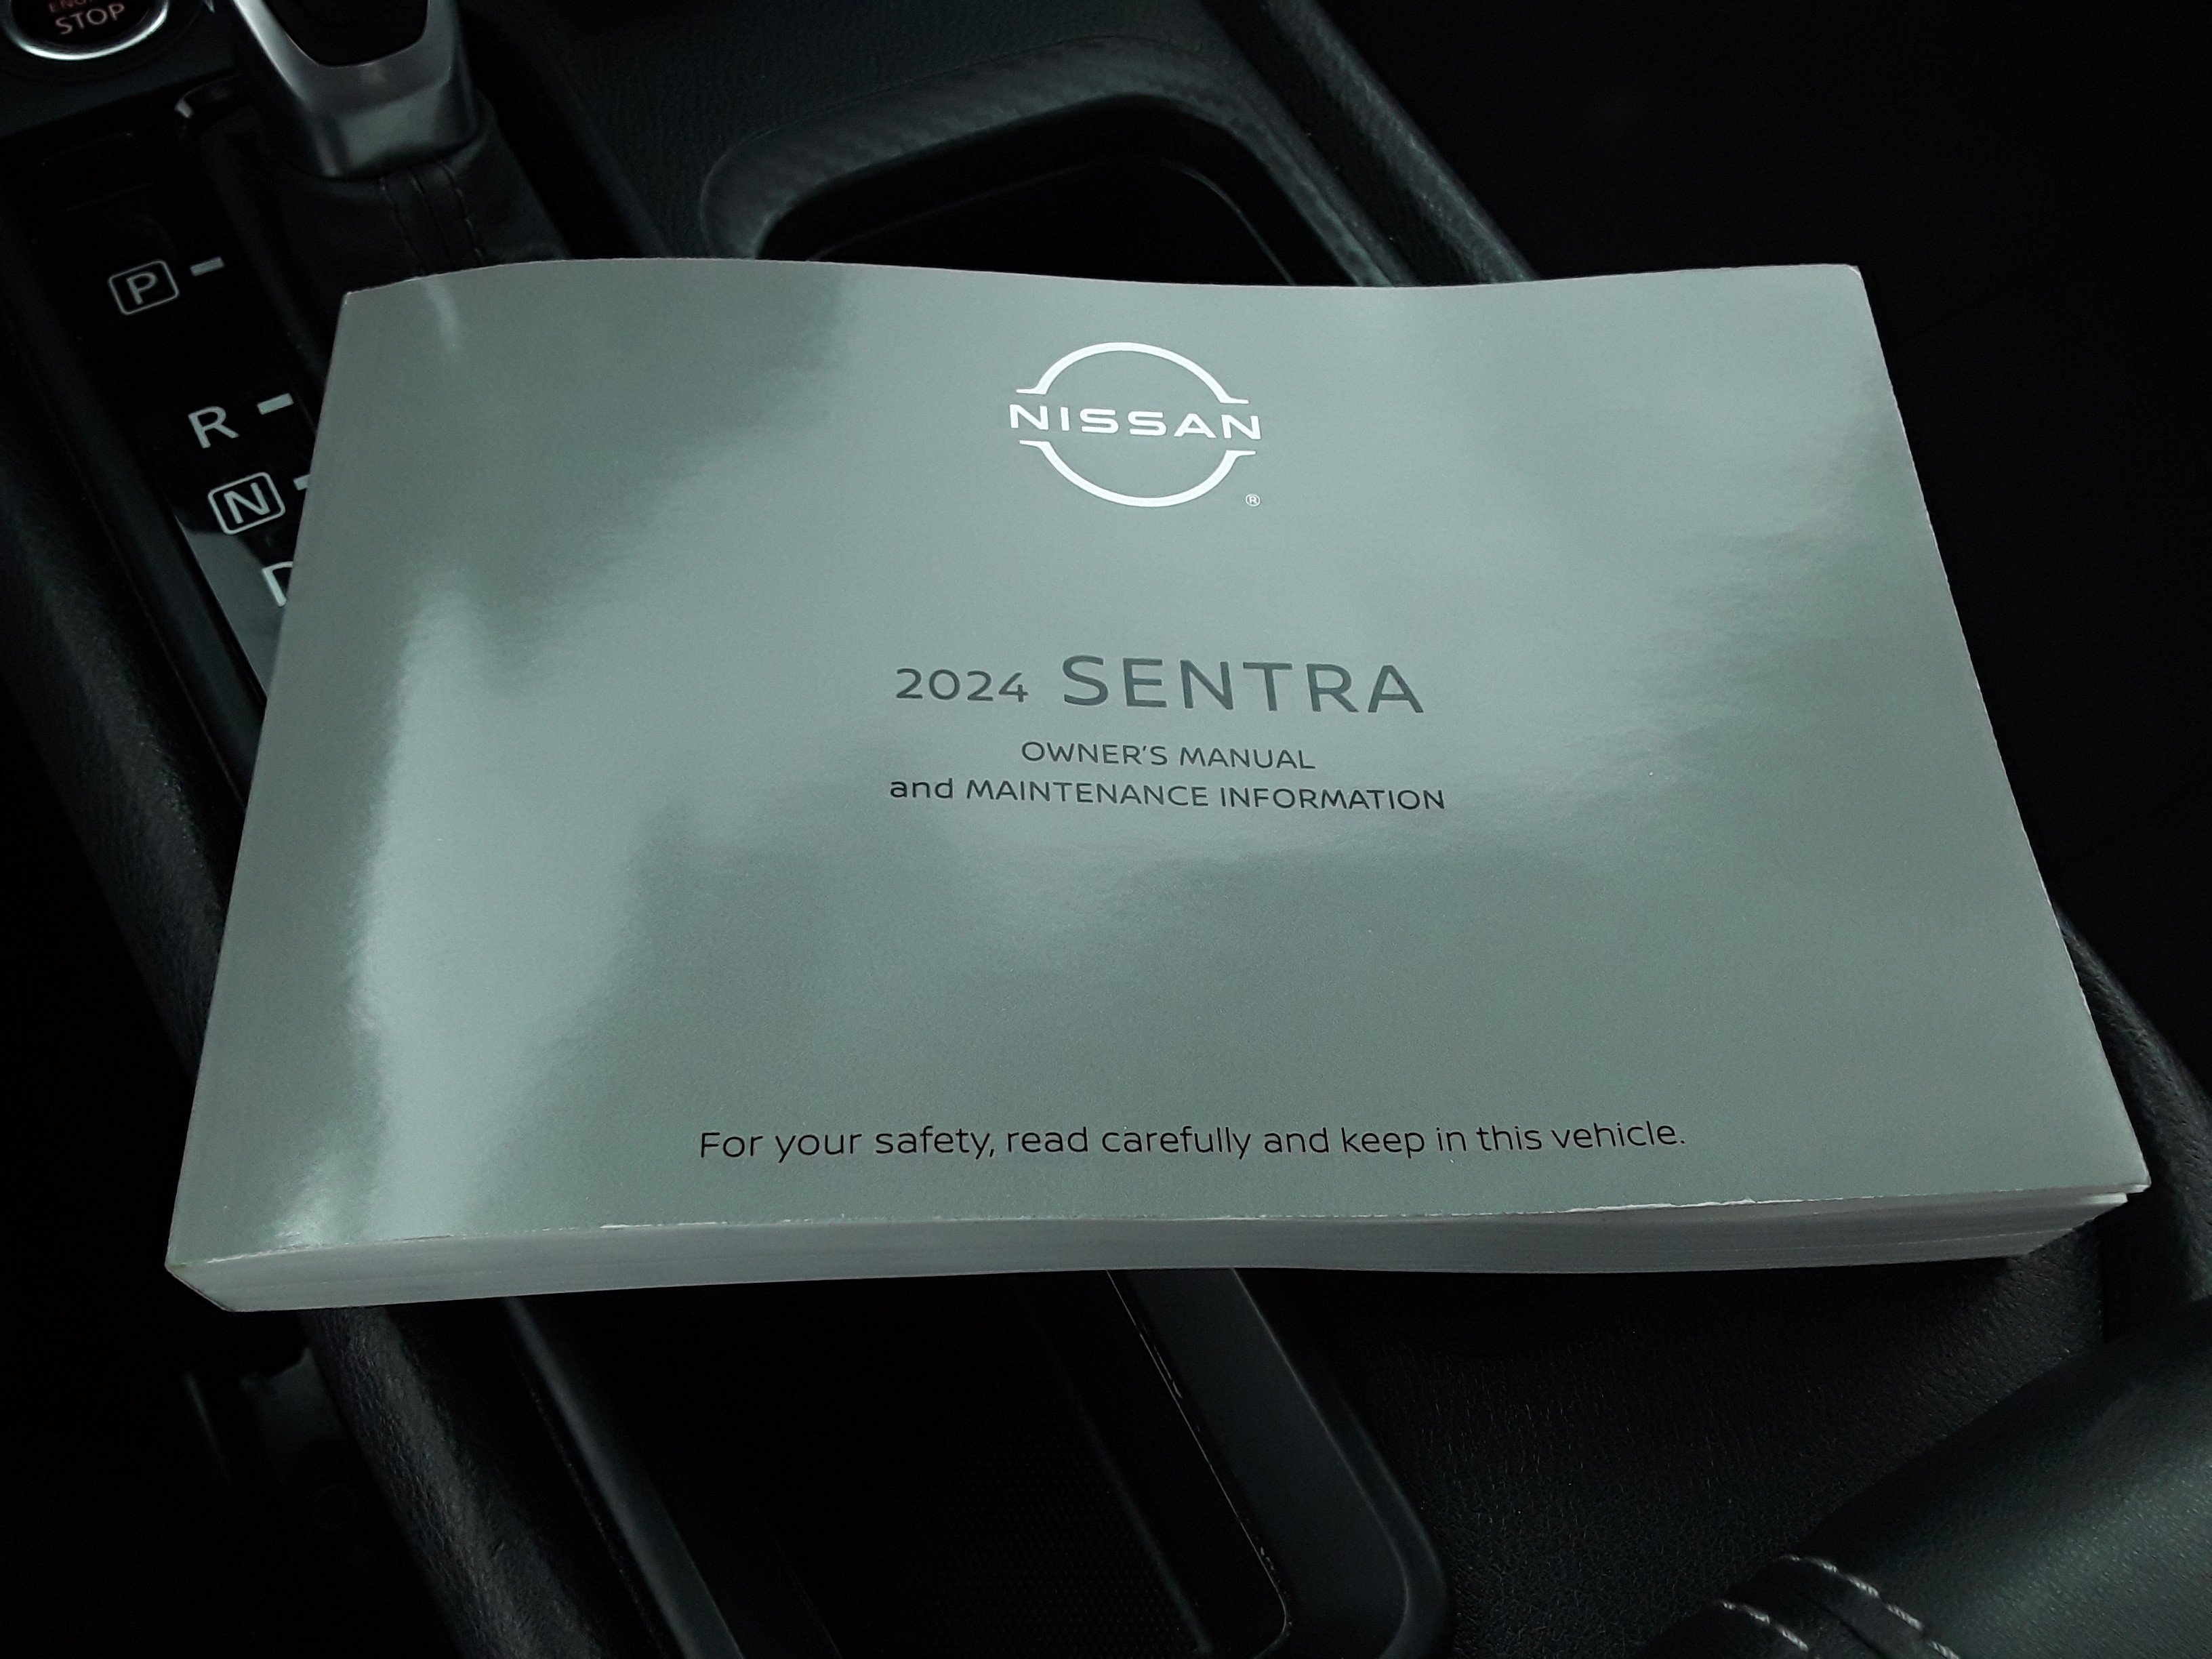 STOP
P
R
N
D
NISSAN
®
2024 SENTRA
OWNER'S MANUAL
and MAINTENANCE INFORMATION
For your safety, read carefully and keep in this vehicle.